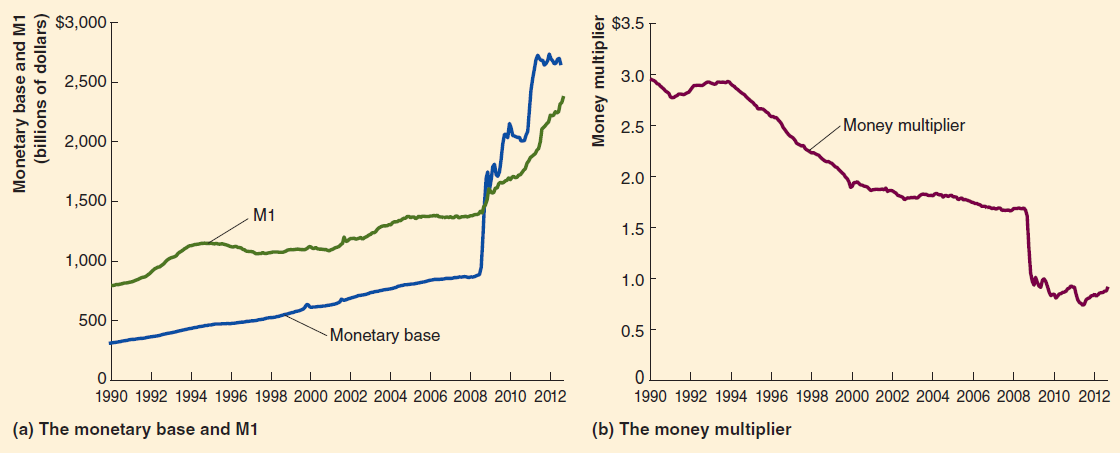 Monetary base and M1
(billions of dollars)
$3,000
2,500
2,000
1,500
1,000
500
0
M1
Monetary base
1990 1992 1994 1996 1998 2000 2002 2004 2006 2008 2010 2012
(a) The monetary base and M1
Money multiplier
$3.5
3.0
2.5
2.0
1.5
1.0
0.5
0
Money multiplier
1990 1992 1994 1996 1998 2000 2002 2004 2006 2008 2010 2012
(b) The money multiplier